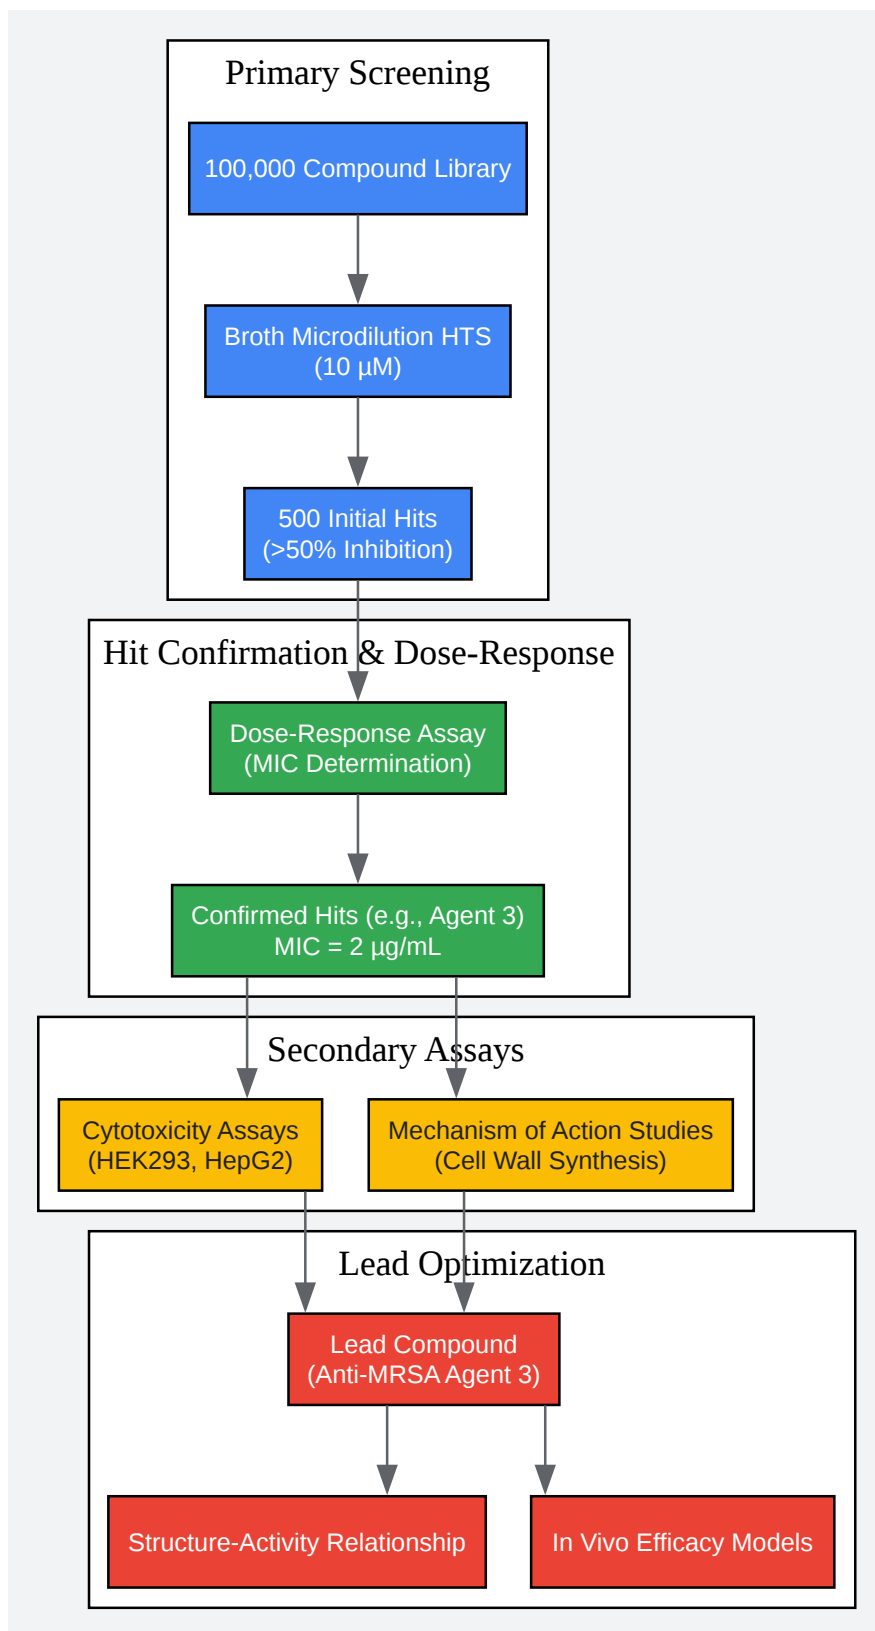 Primary Screening
100,000 Compound Library
Broth Microdilution HTS
(10 µM)
500 Initial Hits
(>50% Inhibition)
Hit Confirmation & Dose-Response
Dose-Response Assay
(MIC Determination)
Confirmed Hits (e.g., Agent 3)
MIC = 2 µg/mL
Secondary Assays
Cytotoxicity Assays
(HEK293, HepG2)
Mechanism of Action Studies
(Cell Wall Synthesis)
Lead Optimization
Lead Compound
(Anti-MRSA Agent 3)
Structure-Activity Relationship
In Vivo Efficacy Models